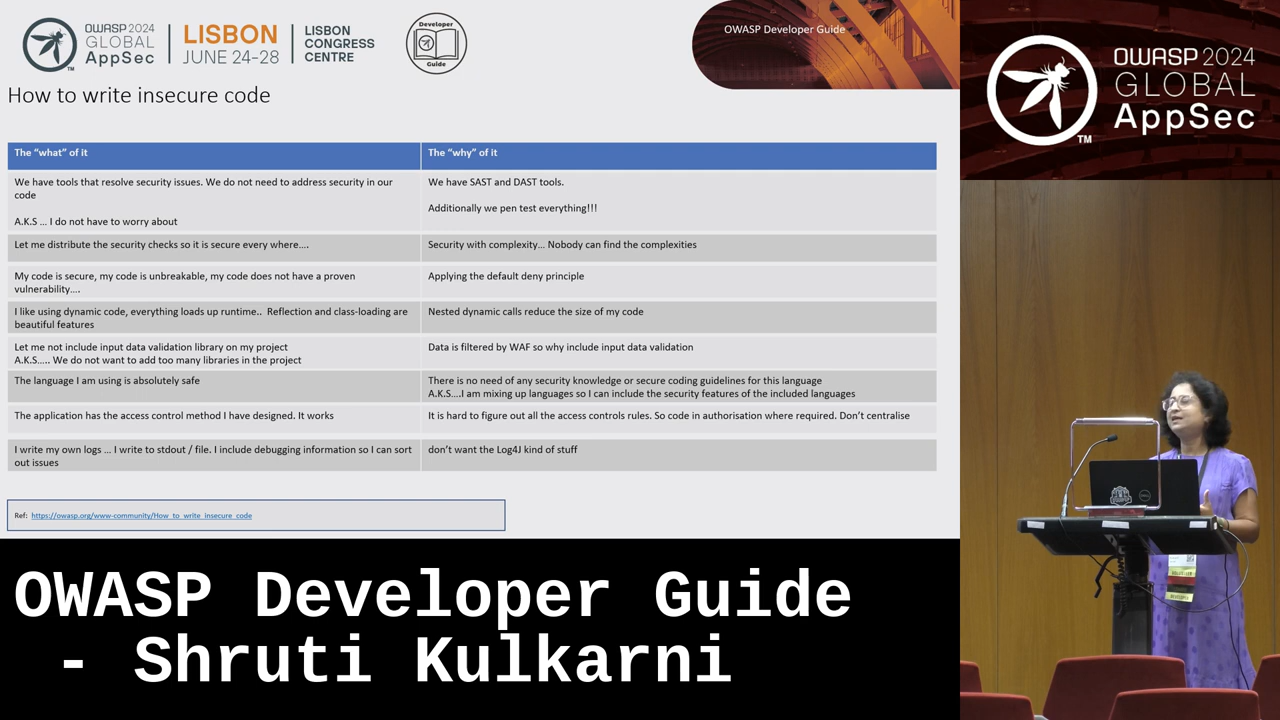 OWASP 2024
GLOBAL
AppSec
TM
LISBON
JUNE 24-28
LISBON
CONGRESS
CENTRE
Developer
Guide
OWASP Developer Guide
OWASP 2024
GLOBAL
AppSec
TM
How to write insecure code
The “what” of it
The “why” of it
We have tools that resolve security issues. We do not need to address security in our
code
A.K.S ... I do not have to worry about
We have SAST and DAST tools.
Additionally we pen test everything!!!
Let me distribute the security checks so it is secure every where....
Security with complexity... Nobody can find the complexities
My code is secure, my code is unbreakable, my code does not have a proven
vulnerability....
Applying the default deny principle
I like using dynamic code, everything loads up runtime..  Reflection and class-loading are
beautiful features
Nested dynamic calls reduce the size of my code
Let me not include input data validation library on my project
A.K.S..... We do not want to add too many libraries in the project
Data is filtered by WAF so why include input data validation
The language I am using is absolutely safe
There is no need of any security knowledge or secure coding guidelines for this language
A.K.S....I am mixing up languages so I can include the security features of the included languages
The application has the access control method I have designed. It works
It is hard to figure out all the access controls rules. So code in authorisation where required. Don’t centralise
I write my own logs ... I write to stdout / file. I include debugging information so I can sort
out issues
don’t want the Log4J kind of stuff
Ref: https://owasp.org/www-community/How_to_write_insecure_code
OWASP Developer Guide
- Shruti Kulkarni